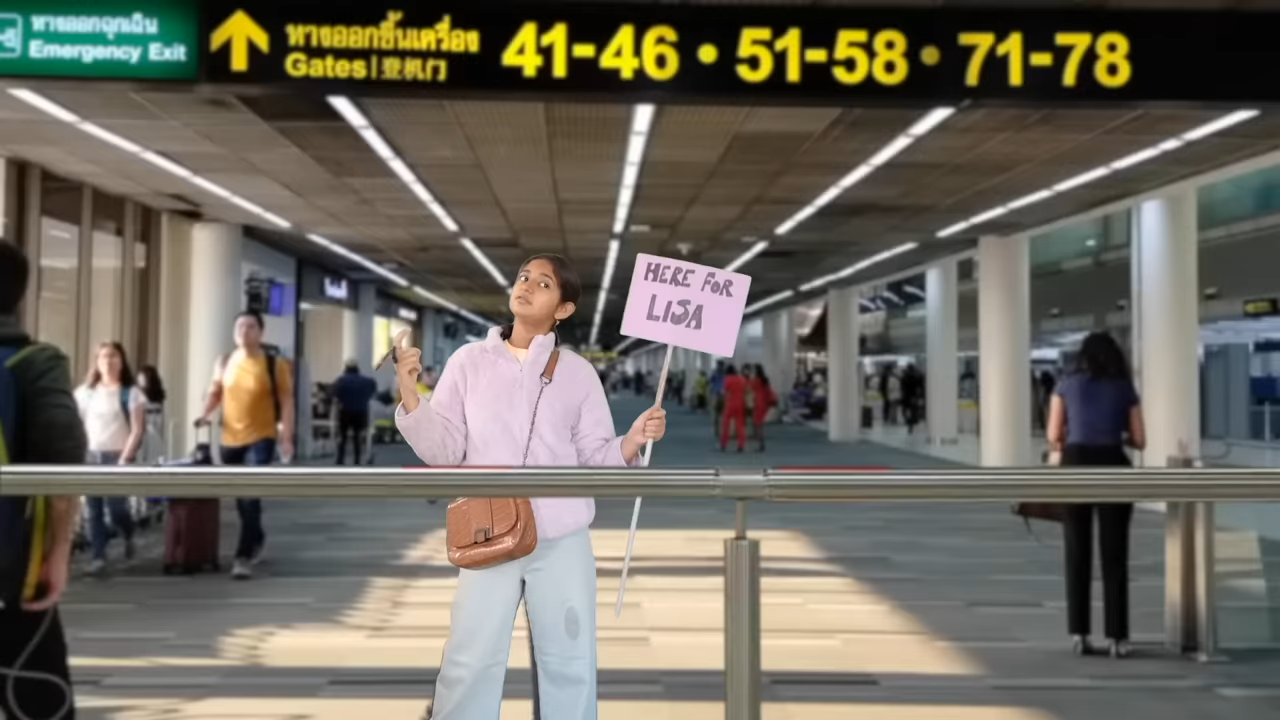 ทางออกฉุกเฉิน
Emergency Exit
ทางออกขึ้นเครื่อง
Gates | 登机门
41-46 • 51-58 • 71-78
HERE FOR
LISA